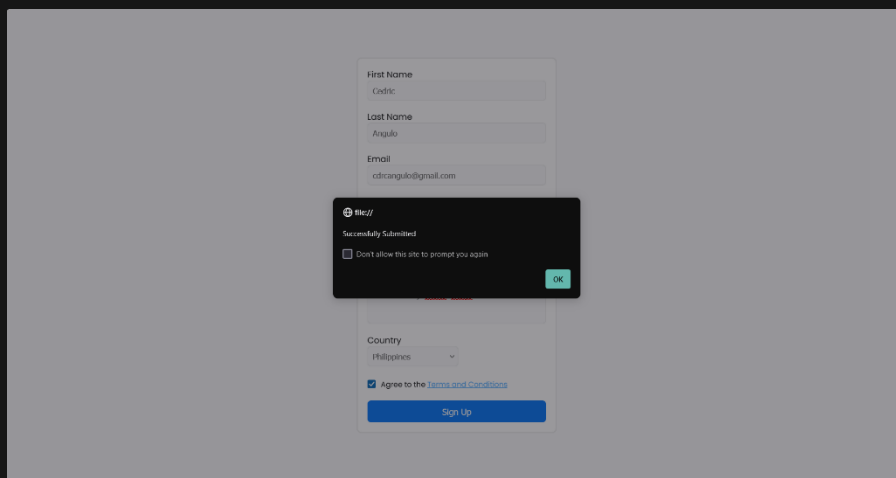 First Name
Cedric
Last Name
Angulo
Email
cdrcangulo@gmail.com
file://
Successfully Submitted
Don't allow this site to prompt you again
OK
Country
Philippines
Agree to the Terms and Conditions
Sign Up